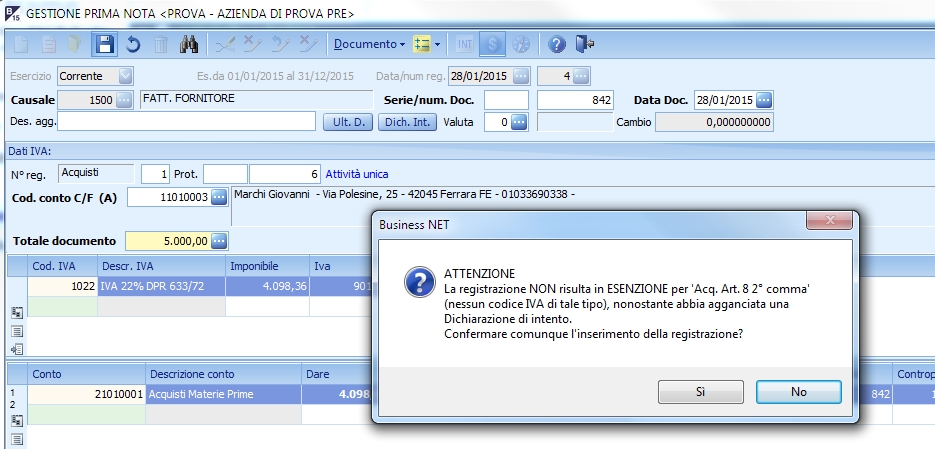 B 15 GESTIONE PRIMA NOTA <PROVA - AZIENDA DI PROVA PRE>
Documento INT $ ?
Esercizio Corrente Es.da 01/01/2015 al 31/12/2015 Data/num reg. 28/01/2015 ... 4 ...
Causale 1500 ... FATT. FORNITORE Serie/num. Doc. 842 Data Doc. 28/01/2015 ...
Des. agg. Ult. D. Dich. Int. Valuta 0 ... Cambio 0,000000000
Dati IVA:
N° reg. Acquisti 1 Prot. 6 Attività unica
Cod. conto C/F (A) 11010003 ... Marchi Giovanni - Via Polesine, 25 - 42045 Ferrara FE - 01033690338 -
Totale documento 5.000,00 ...
Cod. IVA Descr. IVA Imponibile Iva
1022 IVA 22% DPR 633/72 4.098,36 901
Business NET
ATTENZIONE
La registrazione NON risulta in ESENZIONE per 'Acq. Art. 8 2° comma'
(nessun codice IVA di tale tipo), nonostante abbia agganciata una
Dichiarazione di intento.
Confermare comunque l'inserimento della registrazione?
Sì No
Conto Descrizione conto Dare Controp
1 21010001 Acquisti Materie Prime 4.098, 842 1
2